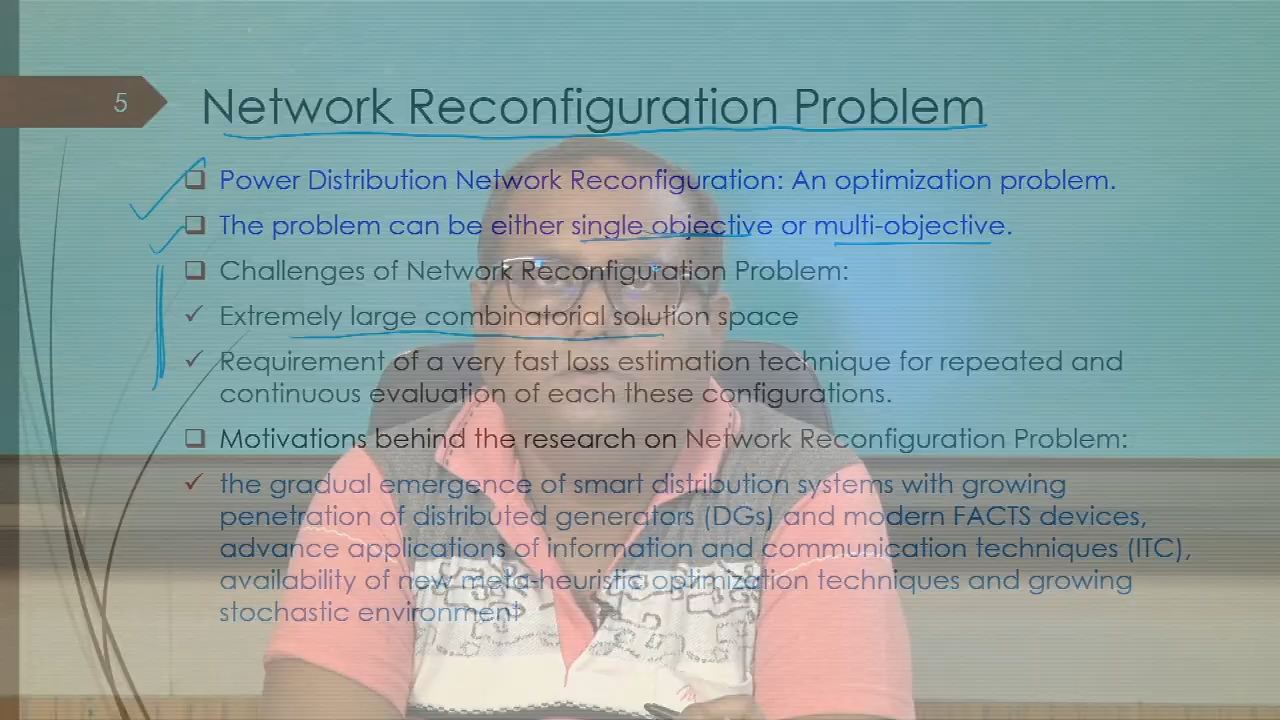 5
Network Reconfiguration Problem
Power Distribution Network Reconfiguration: An optimization problem.
The problem can be either single objective or multi-objective.
Challenges of Network Reconfiguration Problem:
Extremely large combinatorial solution space
Requirement of a very fast loss estimation technique for repeated and
continuous evaluation of each these configurations.
Motivations behind the research on Network Reconfiguration Problem:
the gradual emergence of smart distribution systems with growing
penetration of distributed generators (DGs) and modern FACTS devices,
advance applications of information and communication techniques (ITC),
availability of new meta-heuristic optimization techniques and growing
stochastic environment